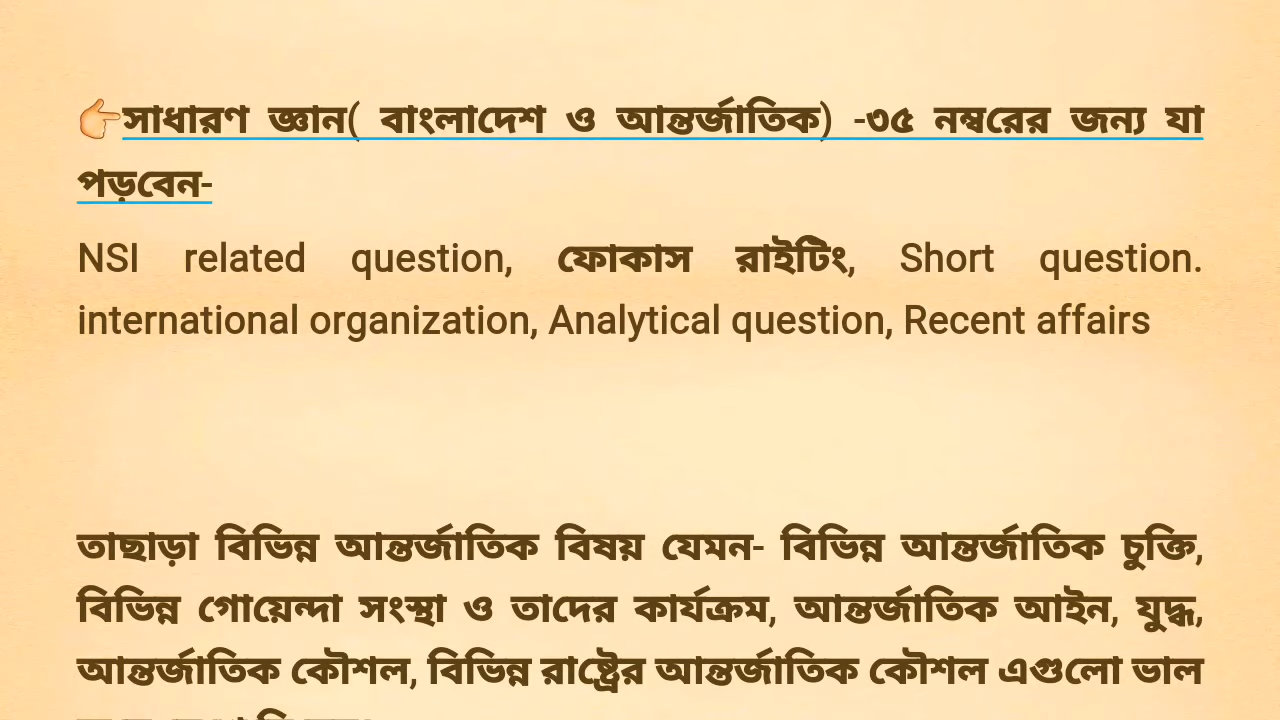 👉সাধারণ জ্ঞান( বাংলাদেশ ও আন্তর্জাতিক) -৩৫ নম্বরের জন্য যা
পড়বেন-
NSI related question, ফোকাস রাইটিং, Short question.
international organization, Analytical question, Recent affairs
তাছাড়া বিভিন্ন আন্তর্জাতিক বিষয় যেমন- বিভিন্ন আন্তর্জাতিক চুক্তি,
বিভিন্ন গোয়েন্দা সংস্থা ও তাদের কার্যক্রম, আন্তর্জাতিক আইন, যুদ্ধ,
আন্তর্জাতিক কৌশল, বিভিন্ন রাষ্ট্রের আন্তর্জাতিক কৌশল এগুলো ভাল